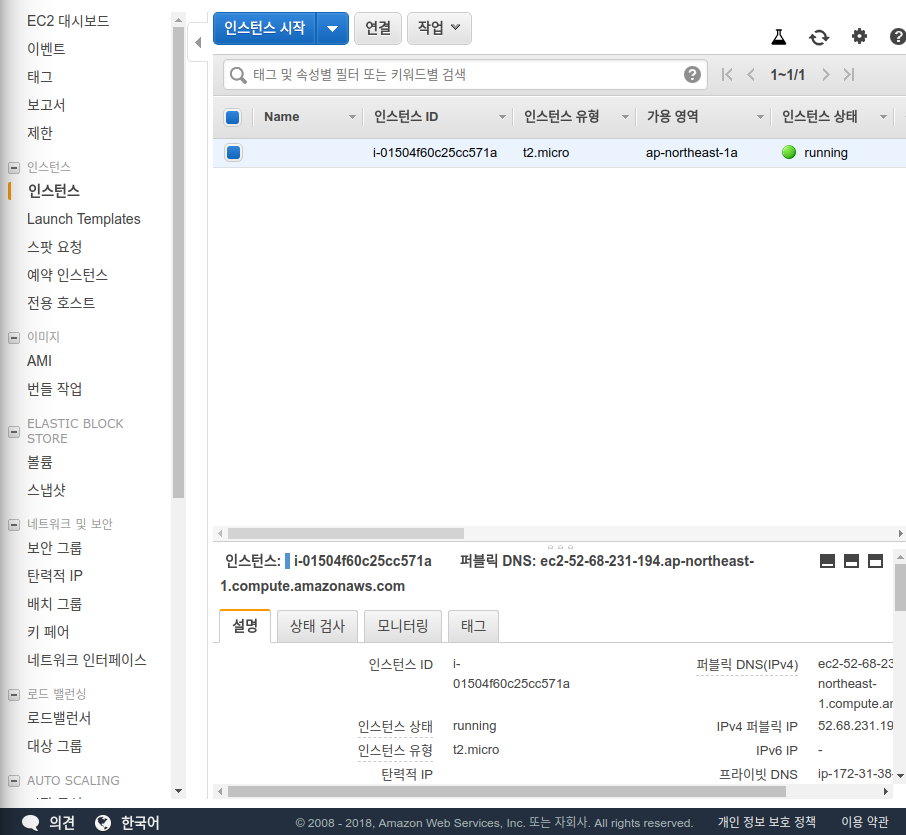 EC2 대시보드
이벤트
태그
보고서
제한
인스턴스
인스턴스
Launch Templates
스팟 요청
예약 인스턴스
전용 호스트
이미지
AMI
번들 작업
ELASTIC BLOCK
STORE
볼륨
스냅샷
네트워크 및 보안
보안 그룹
탄력적 IP
배치 그룹
키 페어
네트워크 인터페이스
로드 밸런싱
로드밸런서
대상 그룹
AUTO SCALING
인스턴스 시작 연결 작업
태그 및 속성별 필터 또는 키워드별 검색 1~1/1
Name 인스턴스 ID 인스턴스 유형 가용 영역 인스턴스 상태
i-01504f60c25cc571a t2.micro ap-northeast-1a running
인스턴스: i-01504f60c25cc571a 퍼블릭 DNS: ec2-52-68-231-194.ap-northeast-
1.compute.amazonaws.com
설명 상태 검사 모니터링 태그
인스턴스 ID i- 퍼블릭 DNS(IPv4) ec2-52-68-23
01504f60c25cc571a northeast-
1.compute.ar
인스턴스 상태 running IPv4 퍼블릭 IP 52.68.231.19
인스턴스 유형 t2.micro IPv6 IP -
탄력적 IP 프라이빗 DNS ip-172-31-38-
의견 한국어 © 2008 - 2018, Amazon Web Services, Inc. 또는 자회사. All rights reserved. 개인 정보 보호 정책 이용 약관